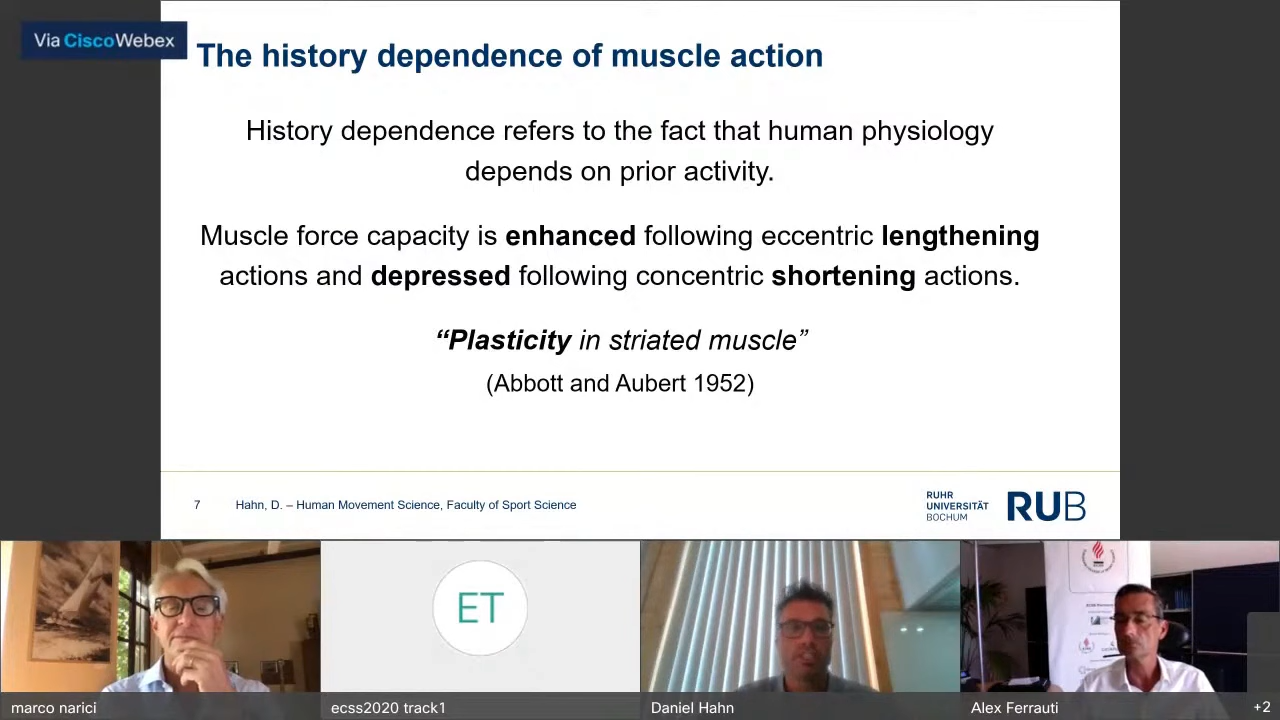 Via Cisco Webex
The history dependence of muscle action
History dependence refers to the fact that human physiology
depends on prior activity.
Muscle force capacity is enhanced following eccentric lengthening
actions and depressed following concentric shortening actions.
“Plasticity in striated muscle”
(Abbott and Aubert 1952)
7 Hahn, D. – Human Movement Science, Faculty of Sport Science
RUHR
UNIVERSITÄT
BOCHUM
RUB
ET
marco narici
ecss2020 track1
Daniel Hahn
Alex Ferrauti
+2